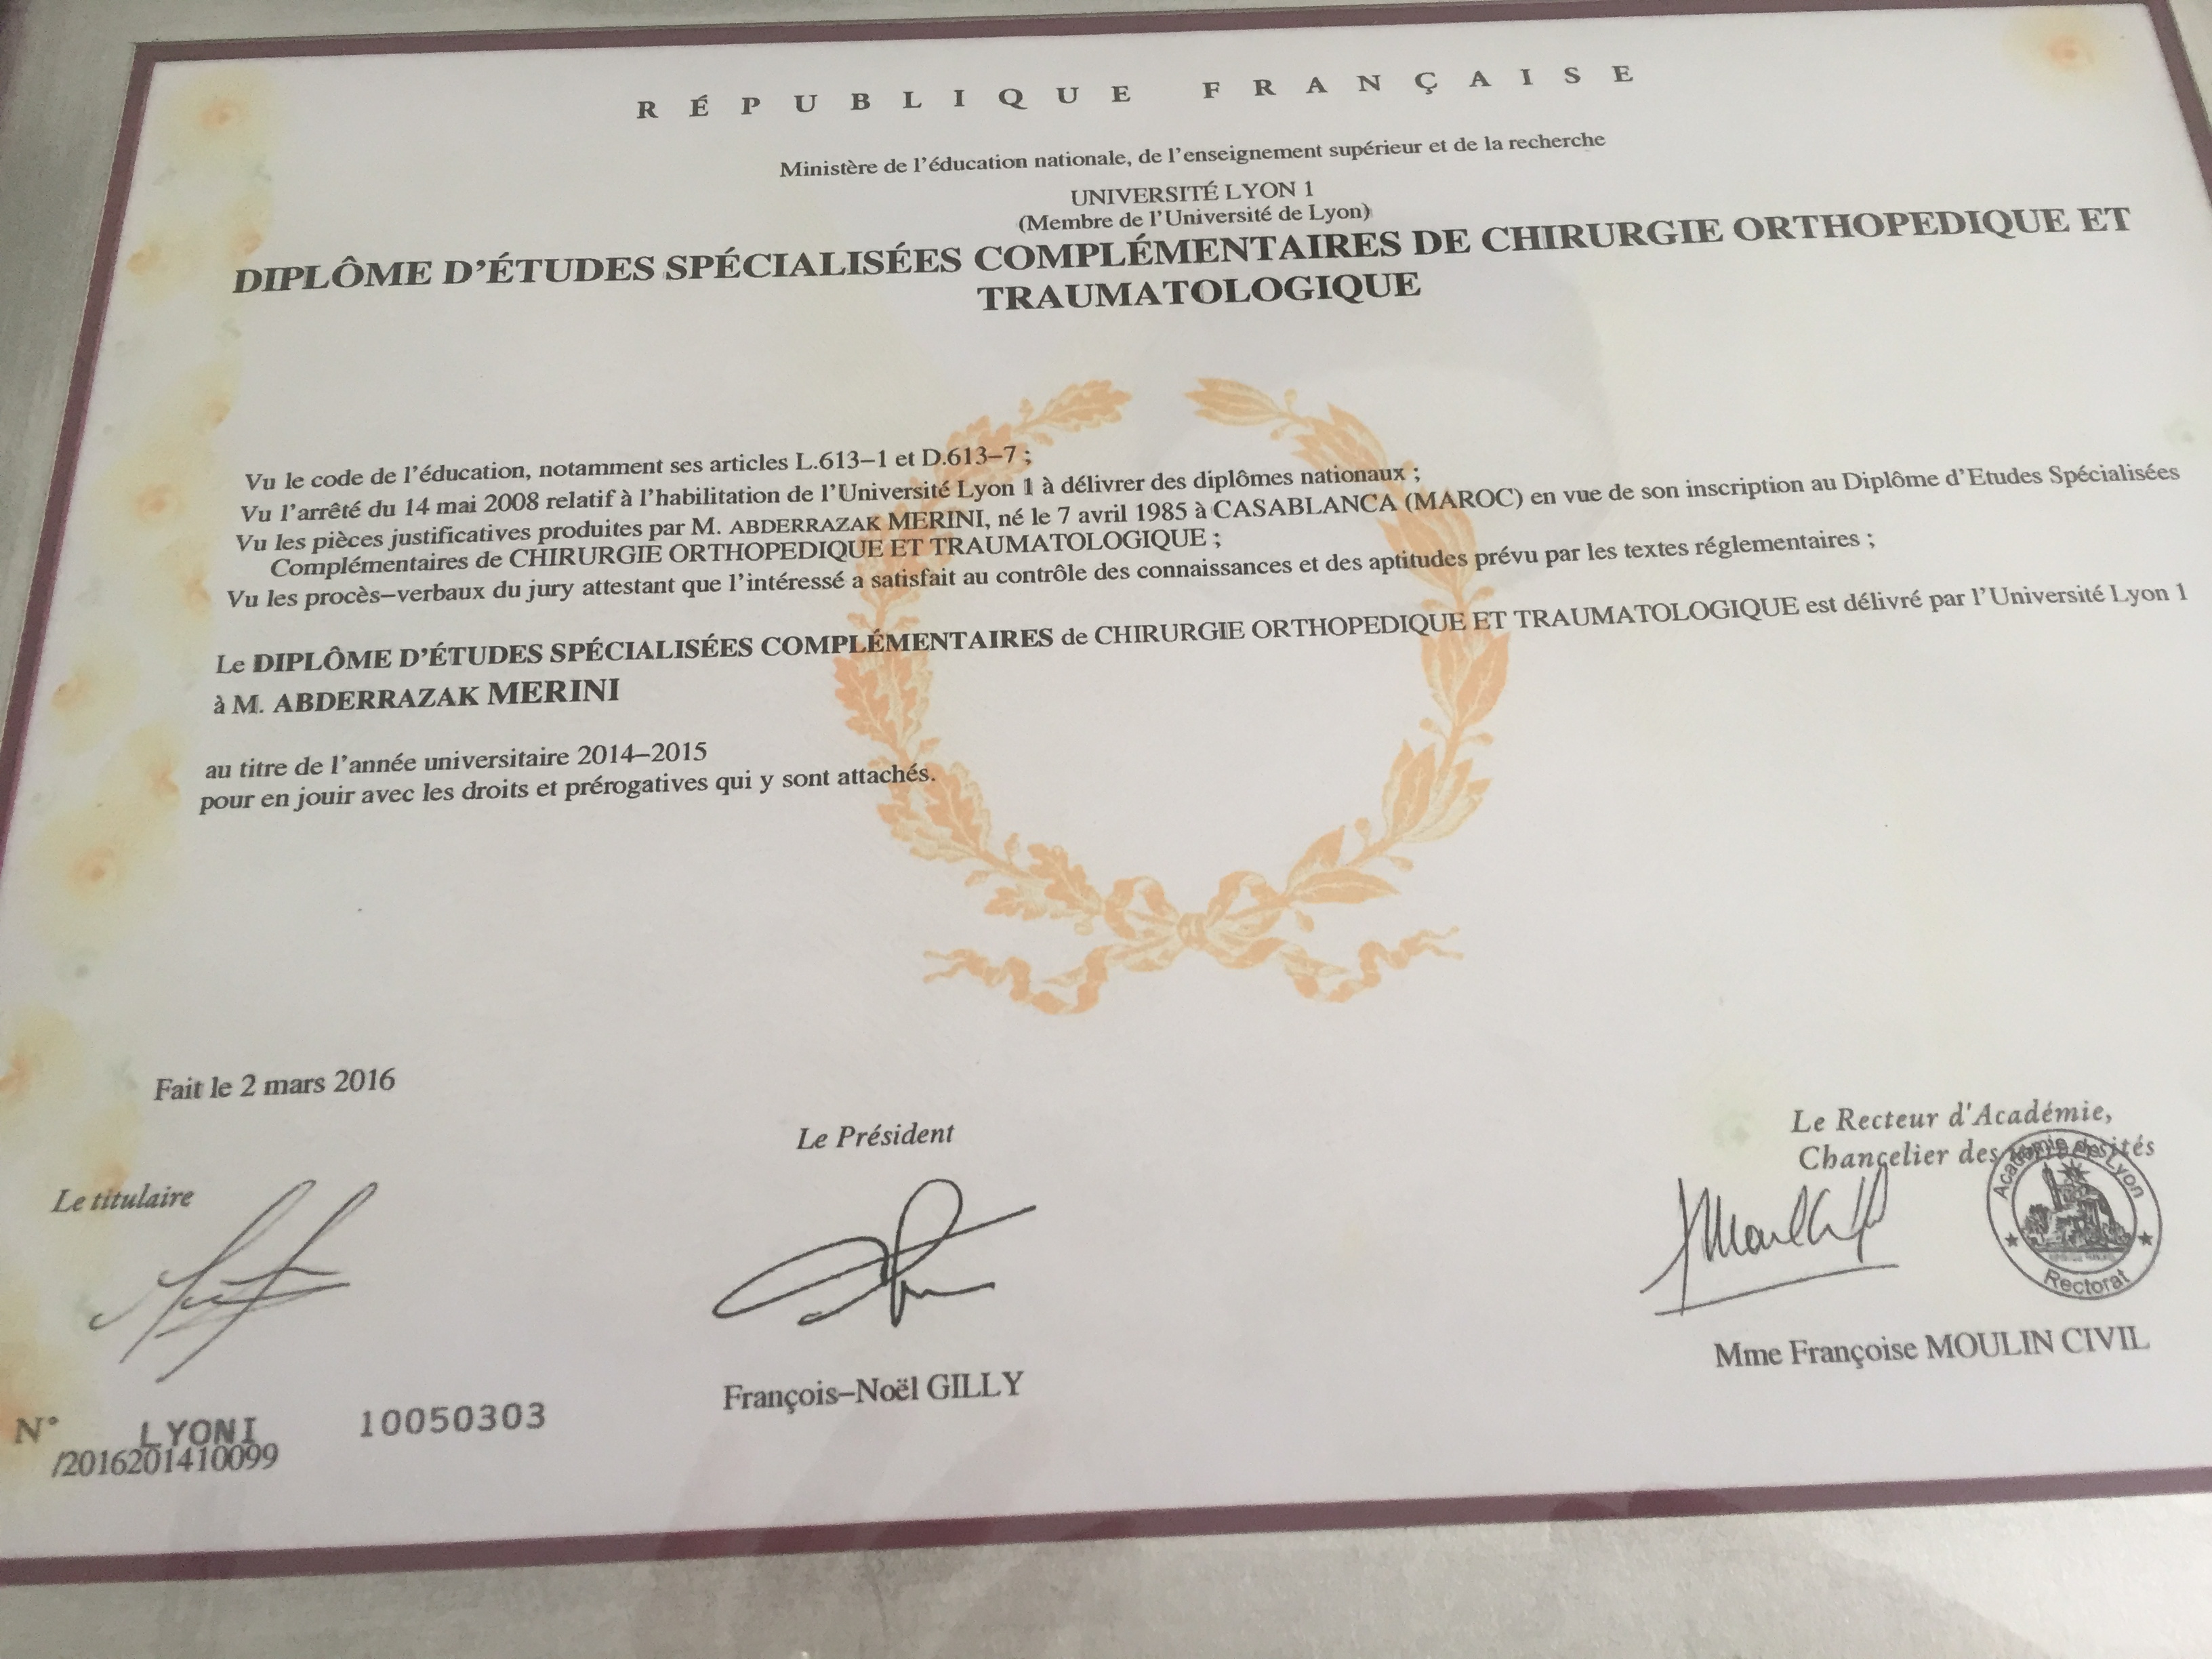 RÉPUBLIQUE FRANÇAISE
Ministère de l'éducation nationale, de l'enseignement supérieur et de la recherche
UNIVERSITÉ LYON 1
(Membre de l'Université de Lyon)
DIPLÔME D'ÉTUDES SPÉCIALISÉES COMPLÉMENTAIRES DE CHIRURGIE ORTHOPEDIQUE ET
TRAUMATOLOGIQUE
Vu le code de l'éducation, notamment ses articles L.613–1 et D.613–7 ;
Vu l'arrêté du 14 mai 2008 relatif à l'habilitation de l'Université Lyon 1 à délivrer des diplômes nationaux ;
Vu les pièces justificatives produites par M. ABDERRAZAK MERINI, né le 7 avril 1985 à CASABLANCA (MAROC) en vue de son inscription au Diplôme d'Etudes Spécialisées
Complémentaires de CHIRURGIE ORTHOPEDIQUE ET TRAUMATOLOGIQUE ;
Vu les procès–verbaux du jury attestant que l'intéressé a satisfait au contrôle des connaissances et des aptitudes prévu par les textes réglementaires ;
Le DIPLÔME D'ÉTUDES SPÉCIALISÉES COMPLÉMENTAIRES de CHIRURGIE ORTHOPEDIQUE ET TRAUMATOLOGIQUE est délivré par l'Université Lyon 1
à M. ABDERRAZAK MERINI
au titre de l'année universitaire 2014–2015
pour en jouir avec les droits et prérogatives qui y sont attachés.
Fait le 2 mars 2016
Le titulaire
Le Président
François–Noël GILLY
Le Recteur d'Académie,
Chancelier des
Académie de Lyon
Rectorat
Mme Françoise MOULIN CIVIL
N° LYONI 10050303
/2016201410099